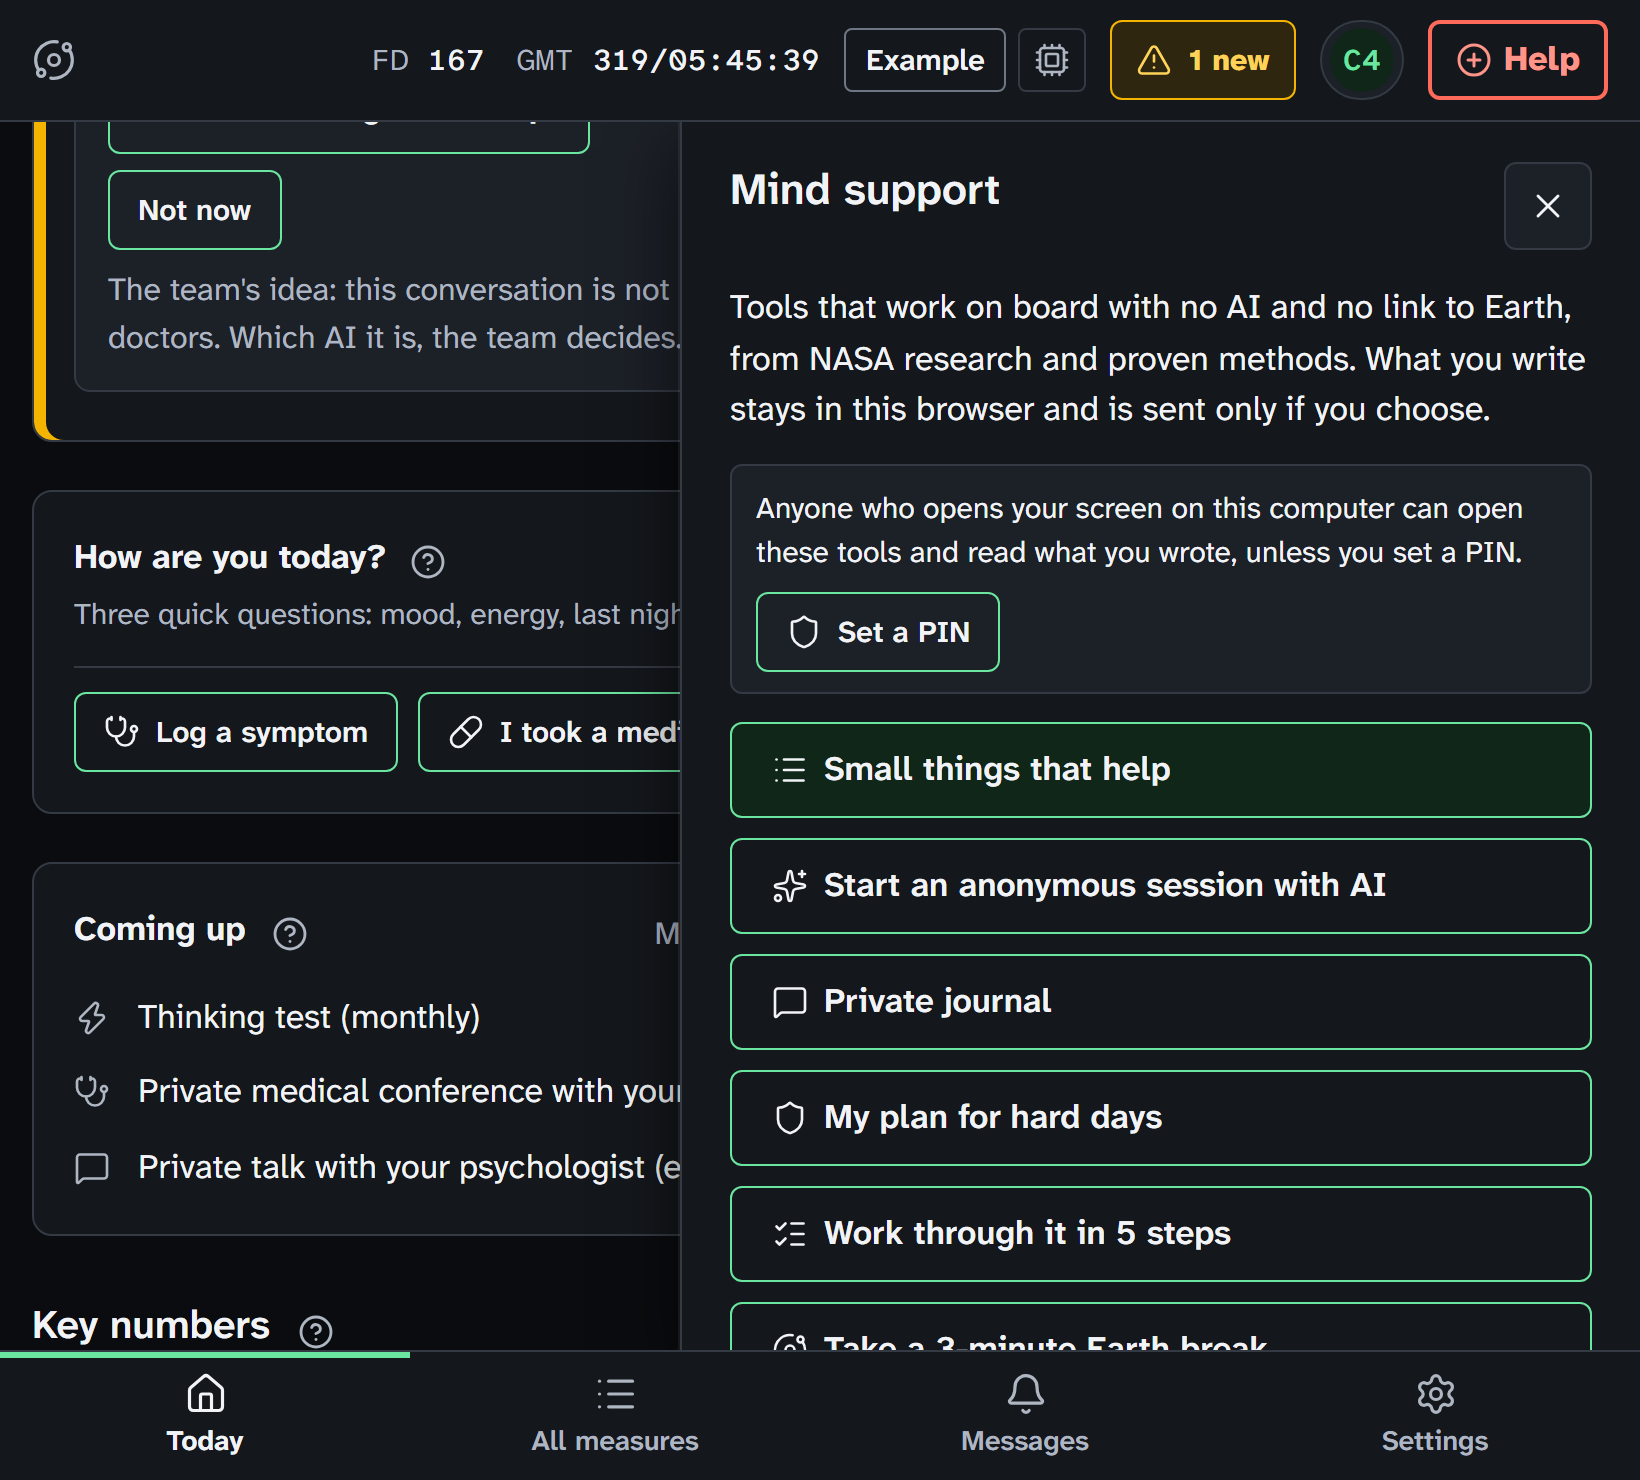 FD 167 GMT 319/05:45:39 Example 1 new C4 Help
Not now
The team's idea: this conversation is not
doctors. Which AI it is, the team decides.
How are you today?
Three quick questions: mood, energy, last nigh
Log a symptom
I took a medi
Coming up
M
Thinking test (monthly)
Private medical conference with your
Private talk with your psychologist (e
Key numbers
Mind support
Tools that work on board with no AI and no link to Earth,
from NASA research and proven methods. What you write
stays in this browser and is sent only if you choose.
Anyone who opens your screen on this computer can open
these tools and read what you wrote, unless you set a PIN.
Set a PIN
Small things that help
Start an anonymous session with AI
Private journal
My plan for hard days
Work through it in 5 steps
Take a 3-minute Earth break
Today
All measures
Messages
Settings